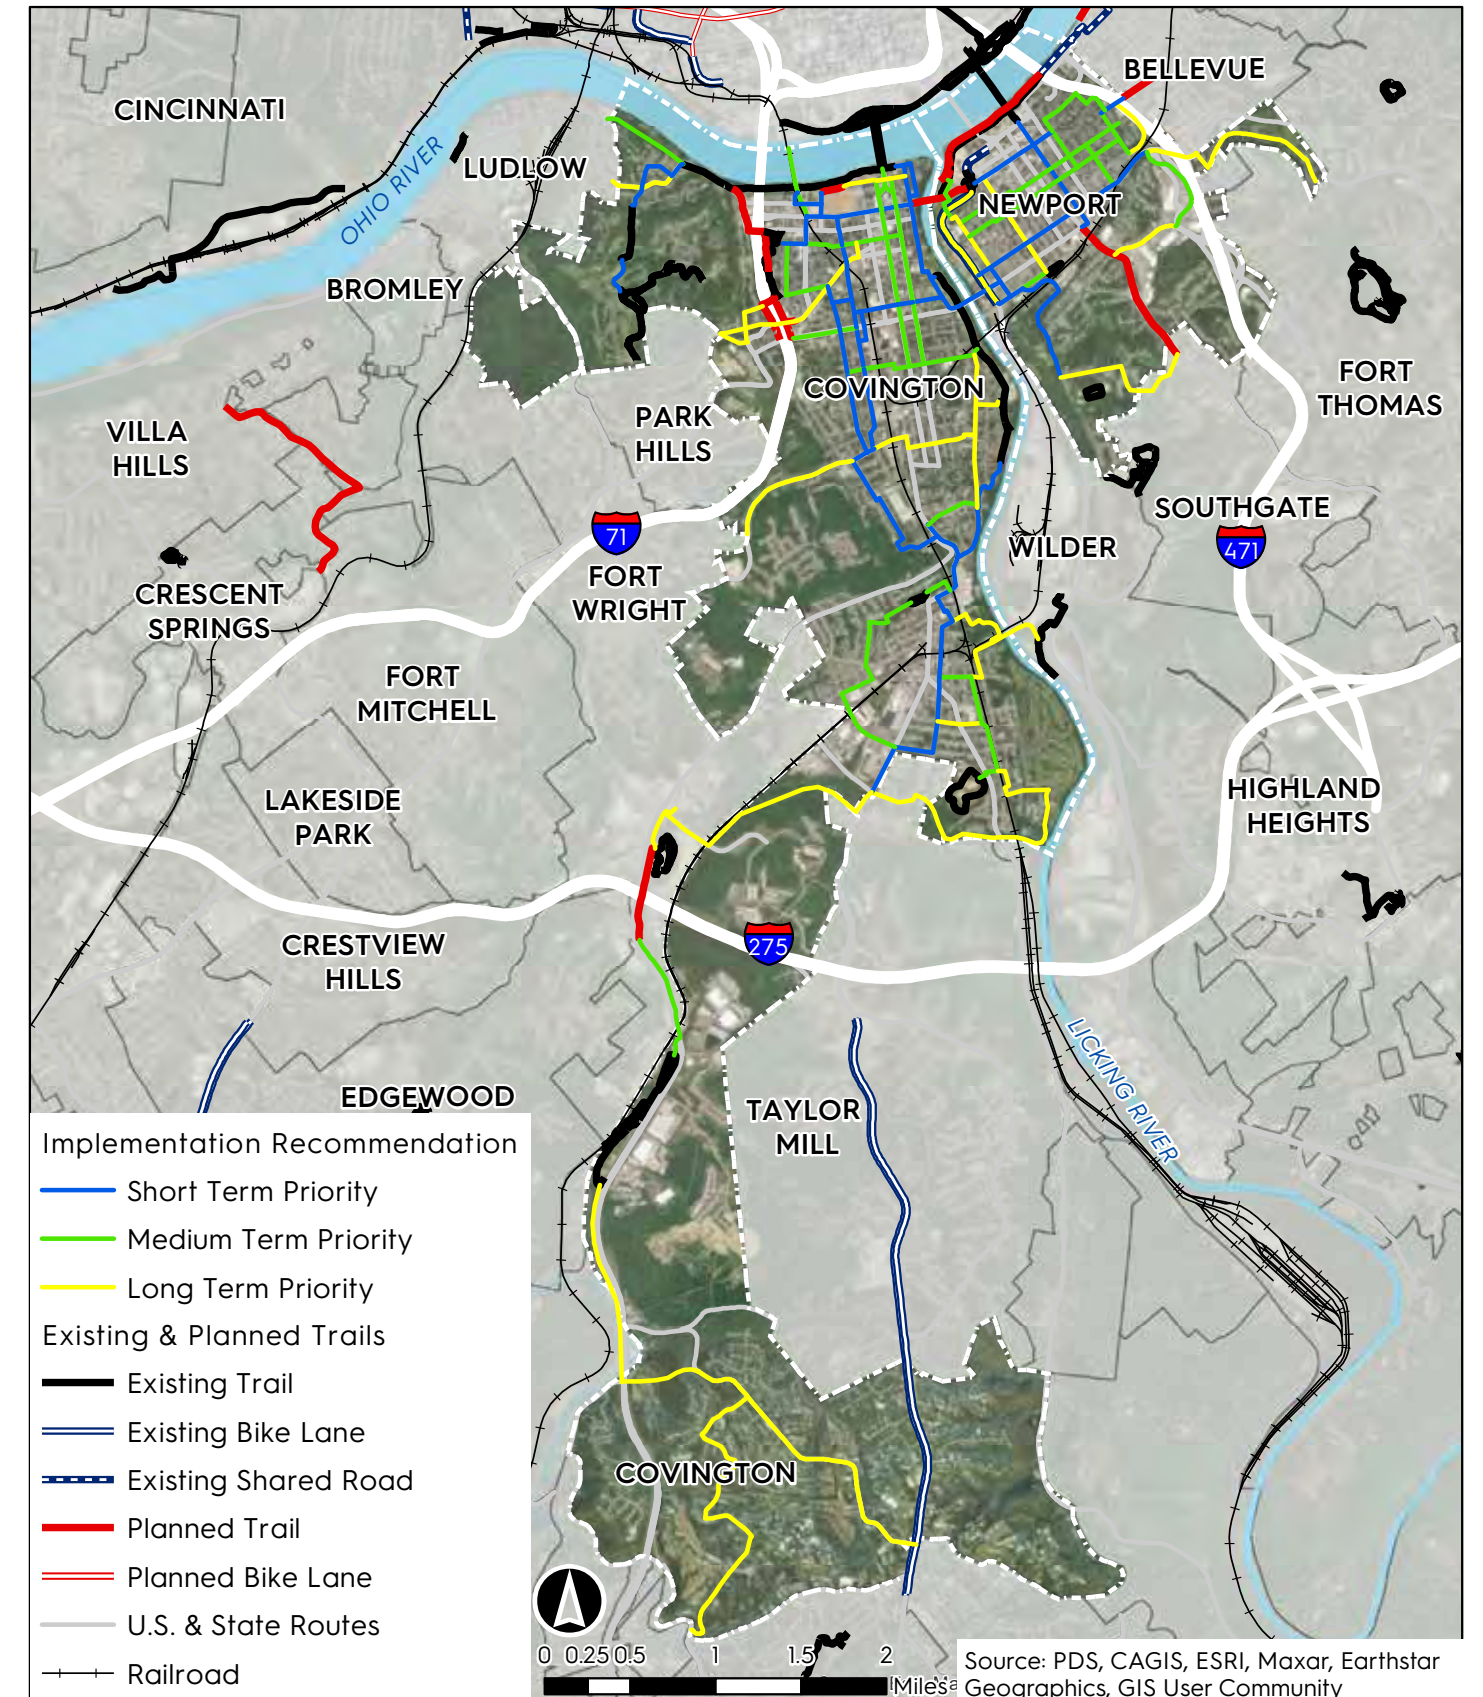 CINCINNATI
BELLEVUE
OHIO RIVER
LUDLOW
NEWPORT
BROMLEY
COVINGTON
FORT
THOMAS
VILLA
HILLS
PARK
HILLS
SOUTHGATE
71
471
WILDER
CRESCENT
SPRINGS
FORT
WRIGHT
FORT
MITCHELL
LAKESIDE
PARK
HIGHLAND
HEIGHTS
CRESTVIEW
HILLS
275
LICKING RIVER
EDGEWOOD
TAYLOR
MILL
COVINGTON
Implementation Recommendation
Short Term Priority
Medium Term Priority
Long Term Priority
Existing & Planned Trails
Existing Trail
Existing Bike Lane
Existing Shared Road
Planned Trail
Planned Bike Lane
U.S. & State Routes
Railroad
0 0.25 0.5 1 1.5 2
Miles
Source: PDS, CAGIS, ESRI, Maxar, Earthstar
Geographics, GIS User Community